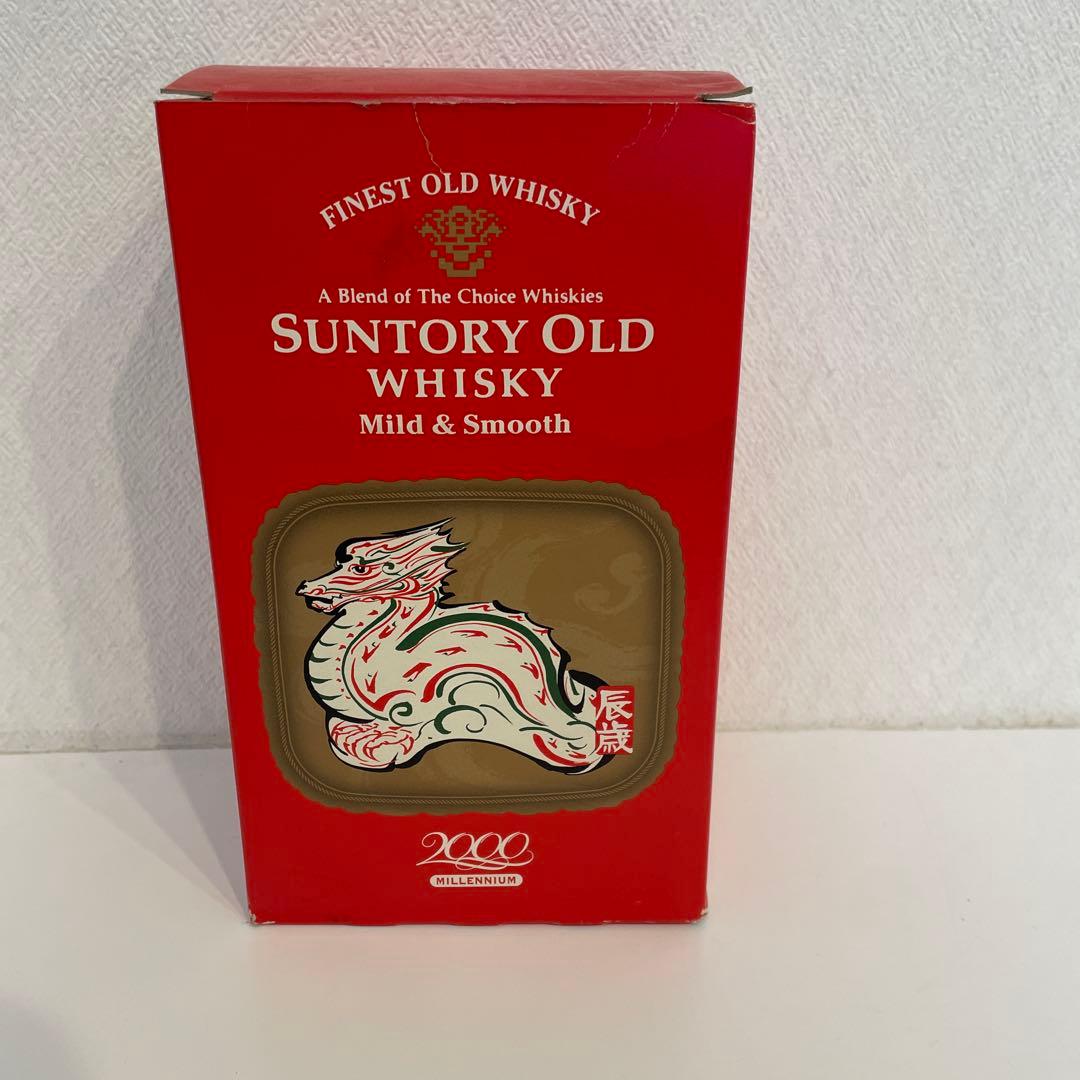 FINEST OLD WHISKY
A Blend of The Choice Whiskies
SUNTORY OLD
WHISKY
Mild & Smooth
辰歳
2000
MILLENNIUM